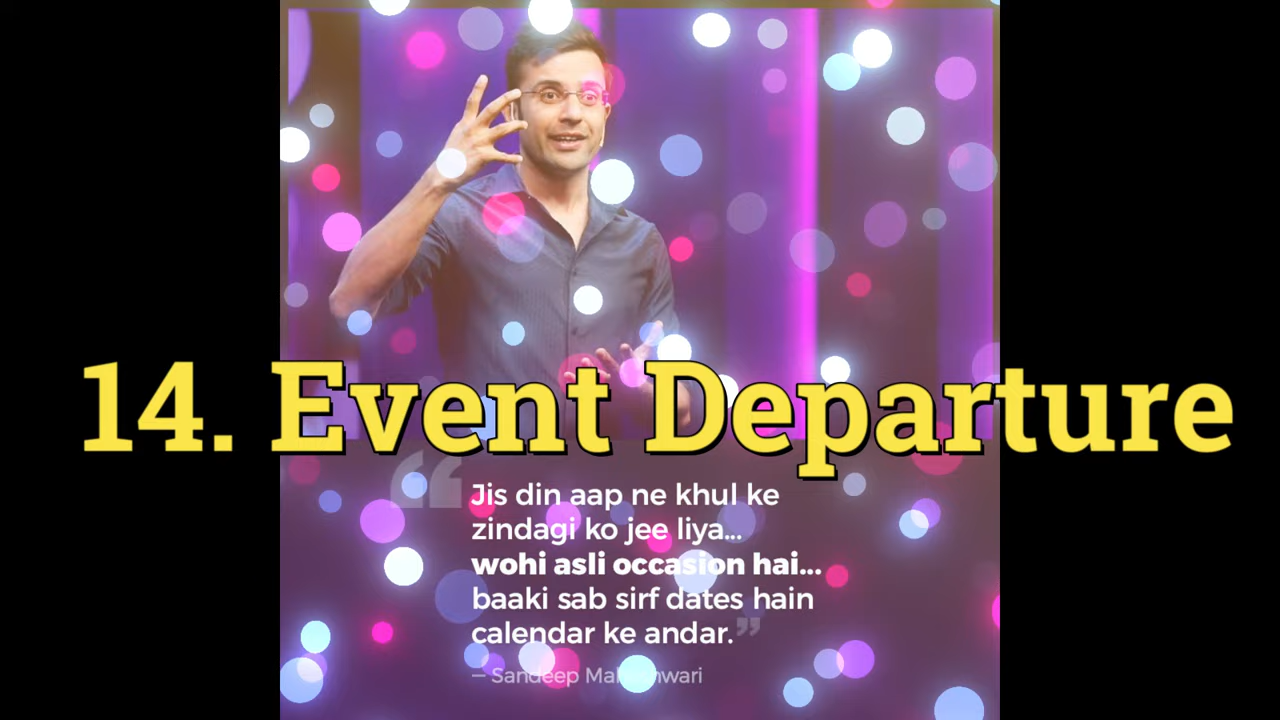 14. Event Departure
Jis din aap ne khul ke
zindagi ko jee liya...
wohi asli occasion hai...
baaki sab sirf dates hain
calendar ke andar.”
— Sandeep